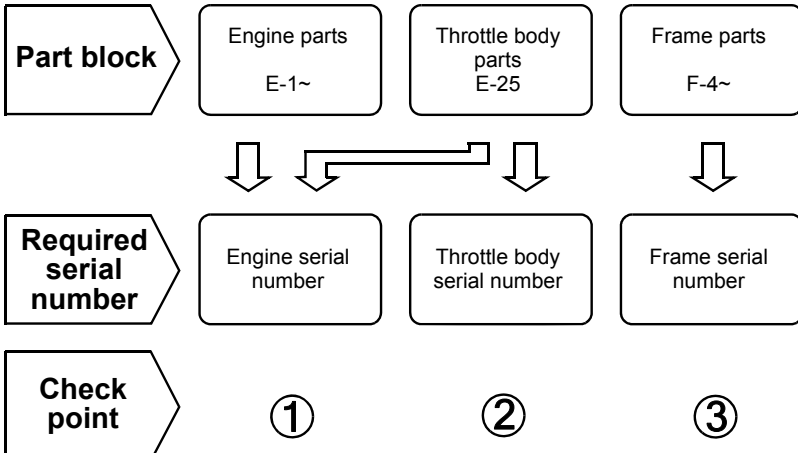 Part block
Engine parts
E-1~
Throttle body
parts
E-25
Frame parts
F-4~
Required
serial
number
Engine serial
number
Throttle body
serial number
Frame serial
number
Check
point
①
②
③